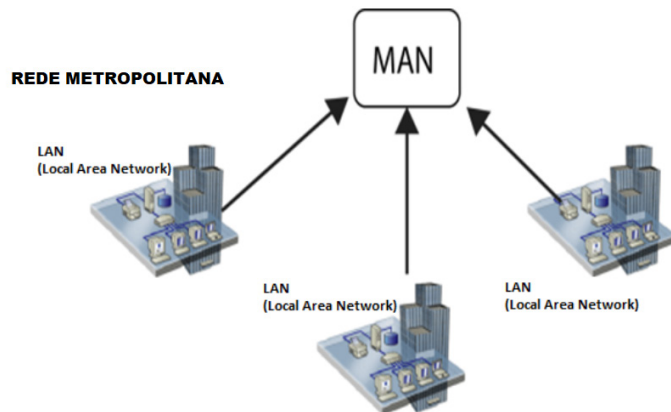 MAN
REDE METROPOLITANA
LAN
(Local Area Network)
LAN
(Local Area Network)
LAN
(Local Area Network)